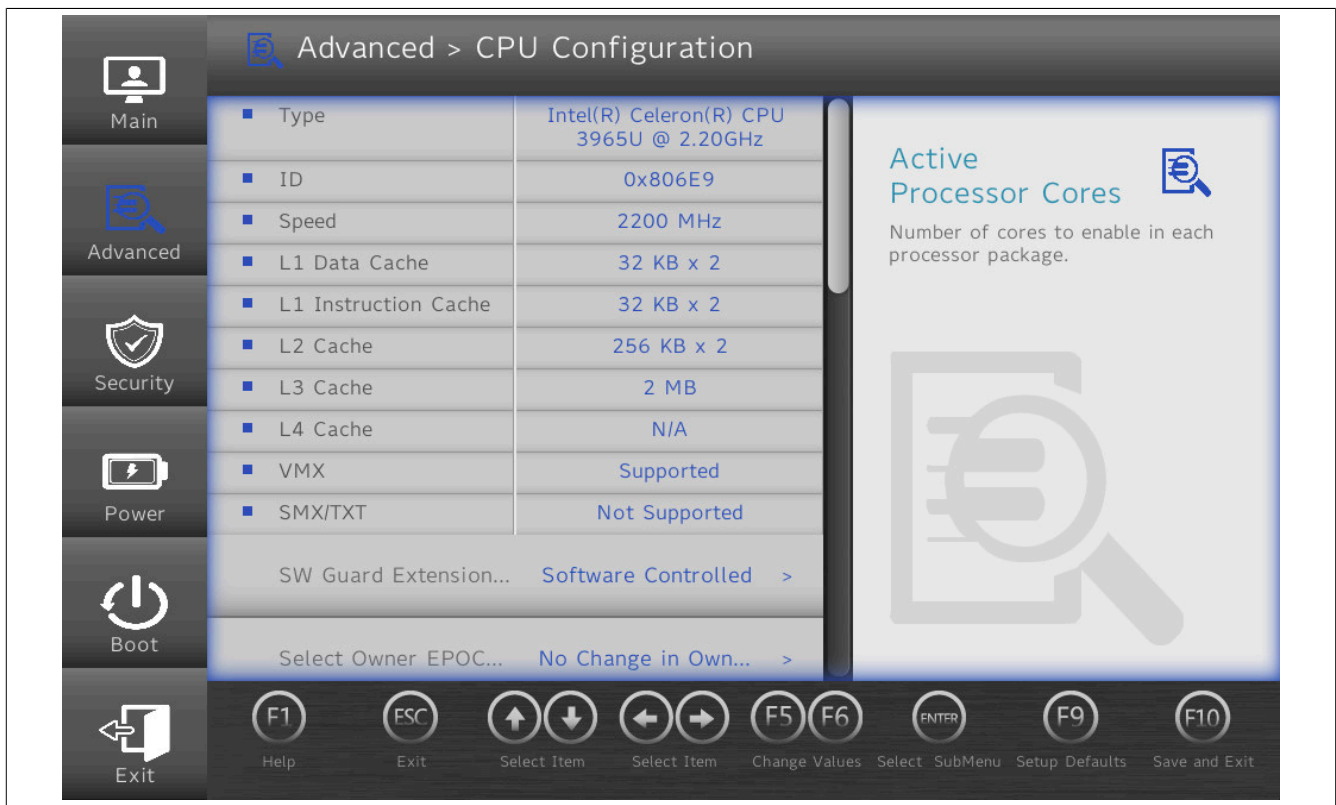 Advanced > CPU Configuration
Main
Advanced
Security
Power
Boot
Exit
Type Intel(R) Celeron(R) CPU
3965U @ 2.20GHz
ID 0x806E9
Speed 2200 MHz
L1 Data Cache 32 KB x 2
L1 Instruction Cache 32 KB x 2
L2 Cache 256 KB x 2
L3 Cache 2 MB
L4 Cache N/A
VMX Supported
SMX/TXT Not Supported
SW Guard Extension... Software Controlled >
Select Owner EPOC... No Change in Own... >
Active
Processor Cores
Number of cores to enable in each
processor package.
F1 ESC F5 F6 ENTER F9 F10
Help Exit Select Item Select Item Change Values Select SubMenu Setup Defaults Save and Exit